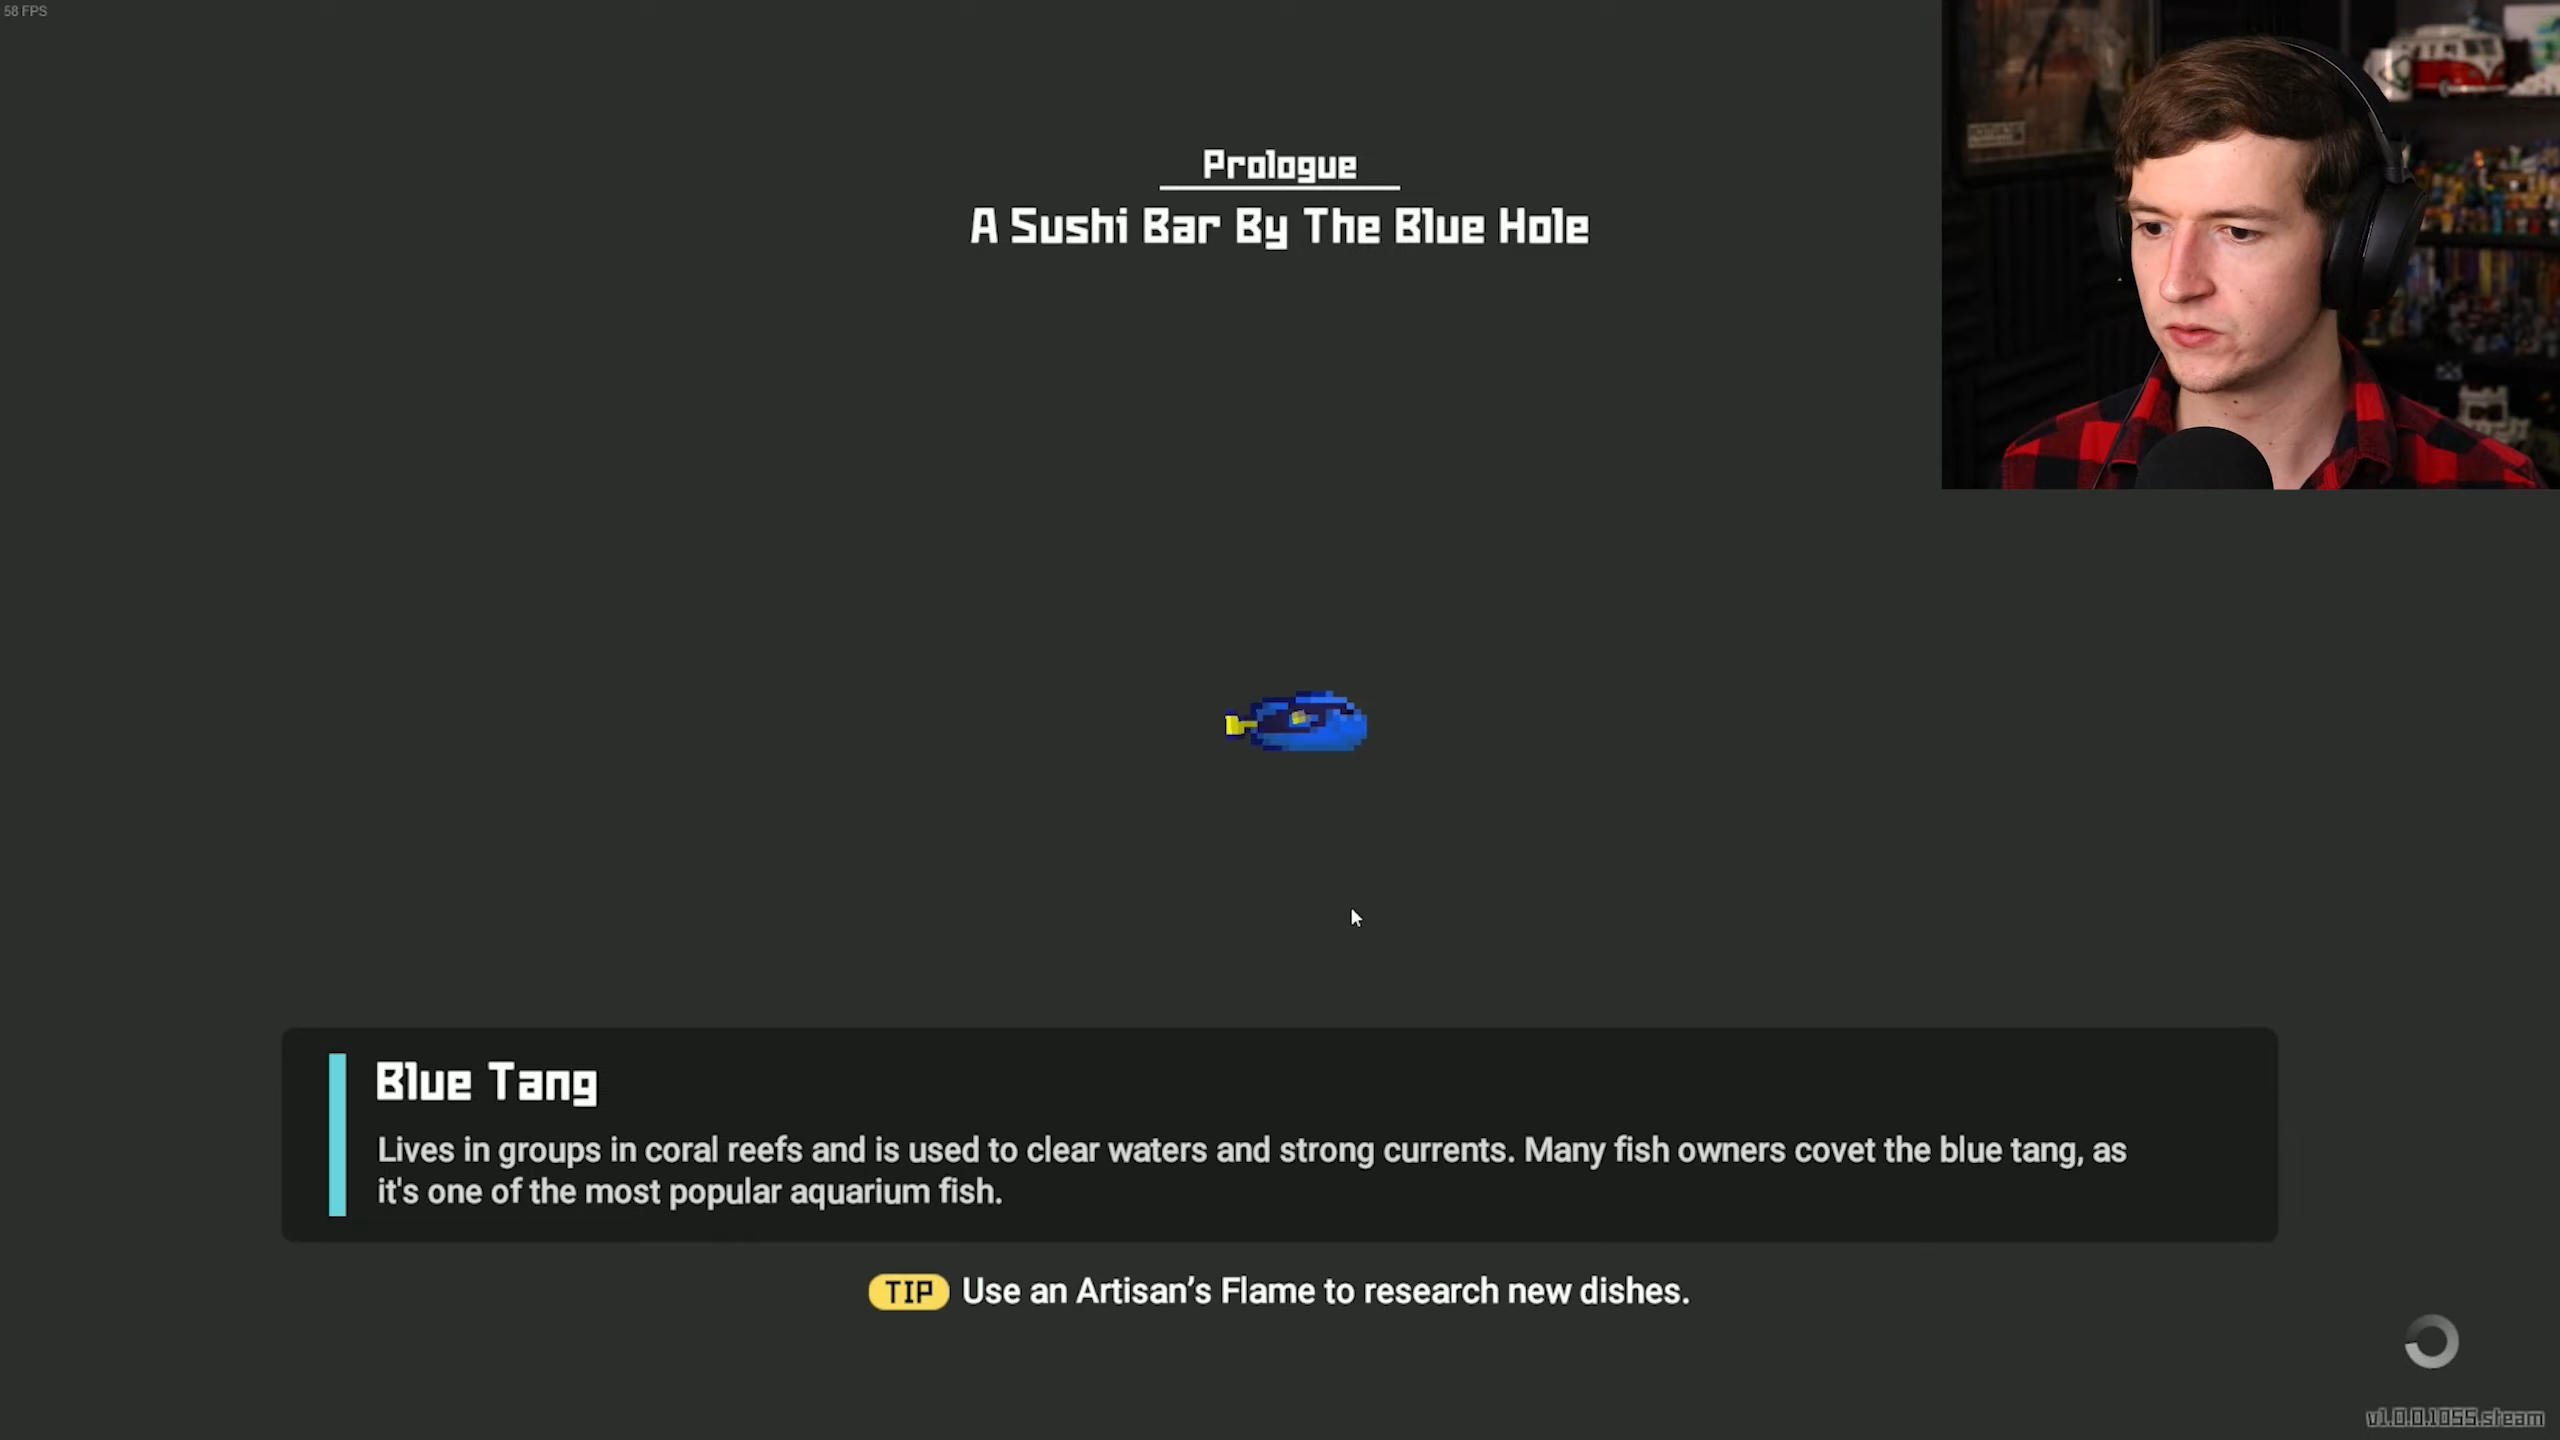 58 FPS
Prologue
A Sushi Bar By The Blue Hole
Blue Tang
Lives in groups in coral reefs and is used to clear waters and strong currents. Many fish owners covet the blue tang, as
it's one of the most popular aquarium fish.
TIP Use an Artisan’s Flame to research new dishes.
v1.0.0.1055.steam